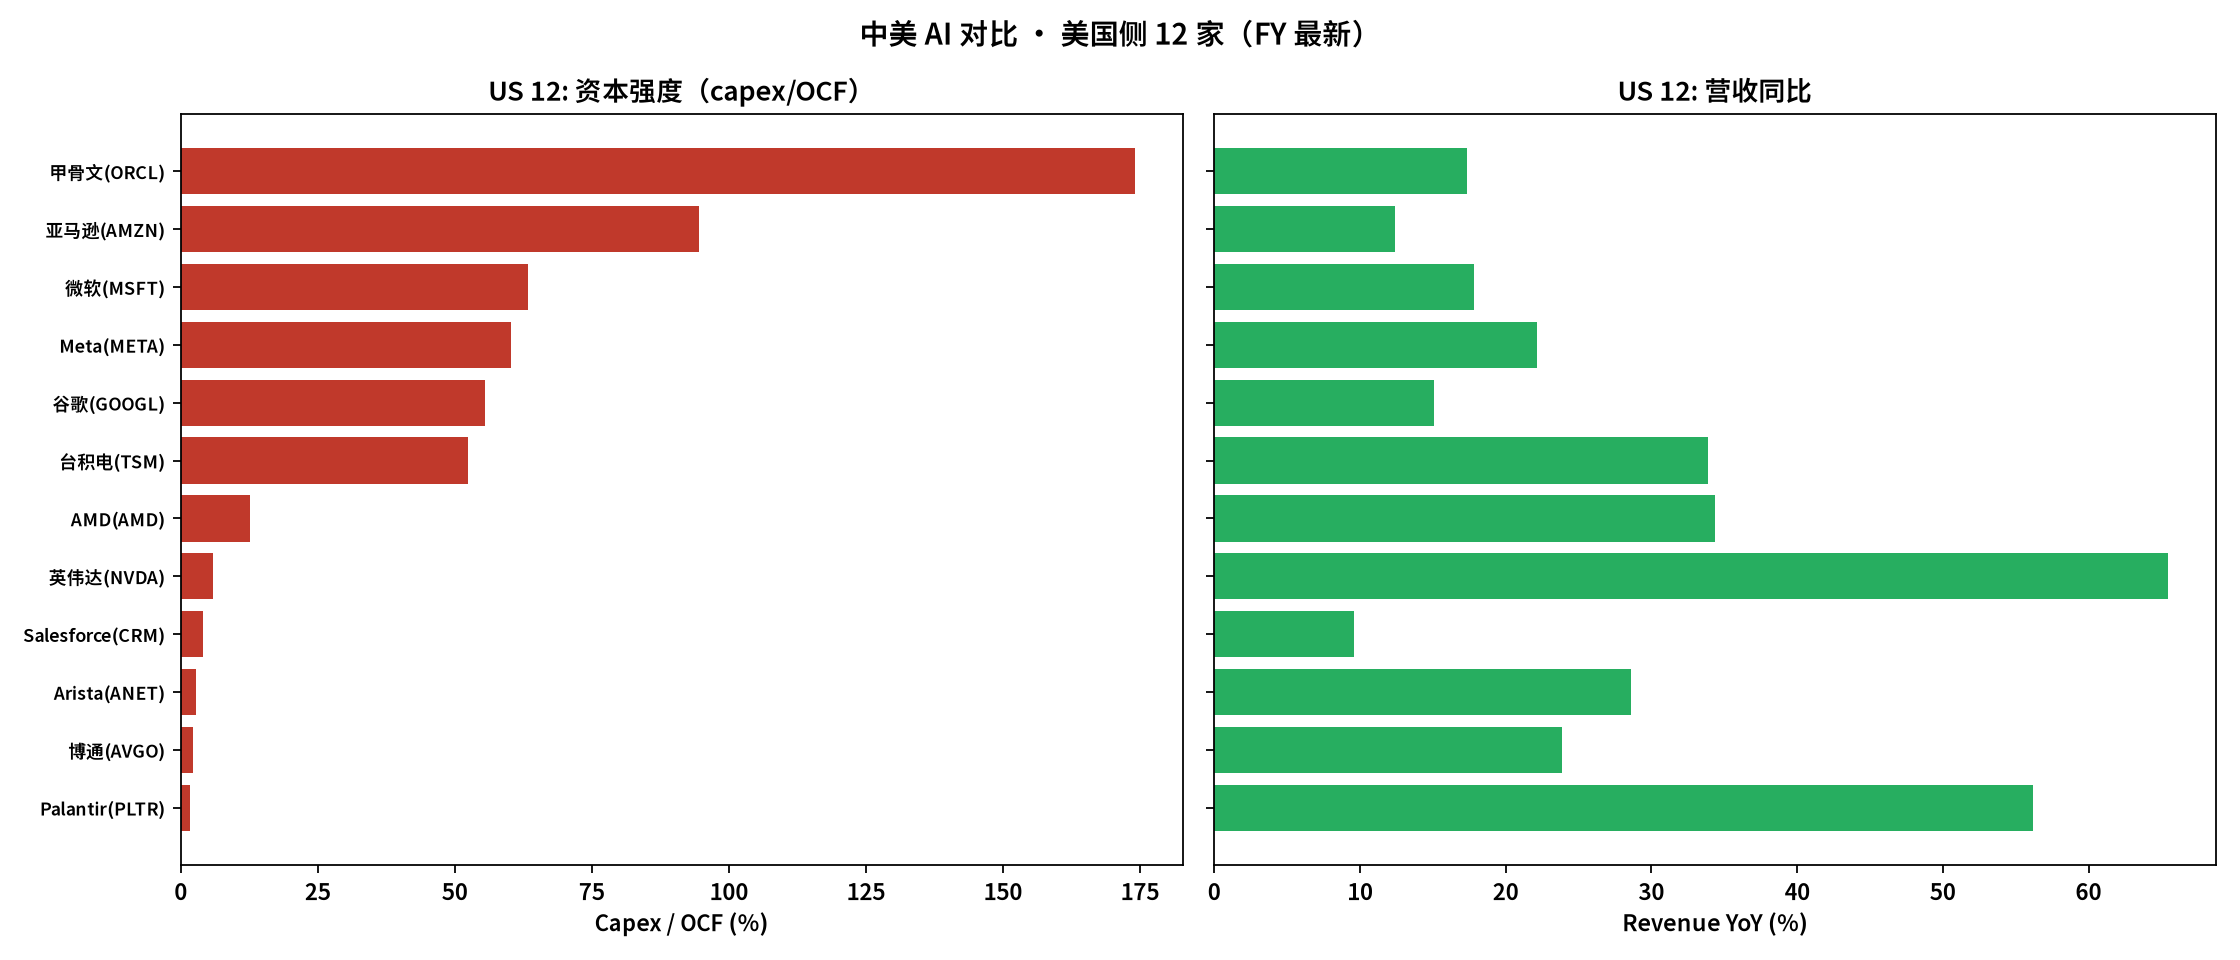 中美 AI 对比 · 美国侧 12 家（FY 最新）
US 12: 资本强度（capex/OCF）
甲骨文(ORCL)
亚马逊(AMZN)
微软(MSFT)
Meta(META)
谷歌(GOOGL)
台积电(TSM)
AMD(AMD)
英伟达(NVDA)
Salesforce(CRM)
Arista(ANET)
博通(AVGO)
Palantir(PLTR)
0 25 50 75 100 125 150 175
Capex / OCF (%)
US 12: 营收同比
0 10 20 30 40 50 60
Revenue YoY (%)